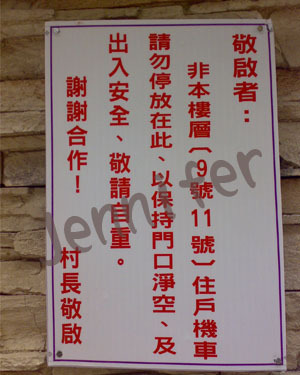 敬啟者：
非本樓層(9號11號)住戶機車
請勿停放在此、以保持門口淨空、及
出入安全、敬請自重。
謝謝合作！ 村長敬啟
Jennifer